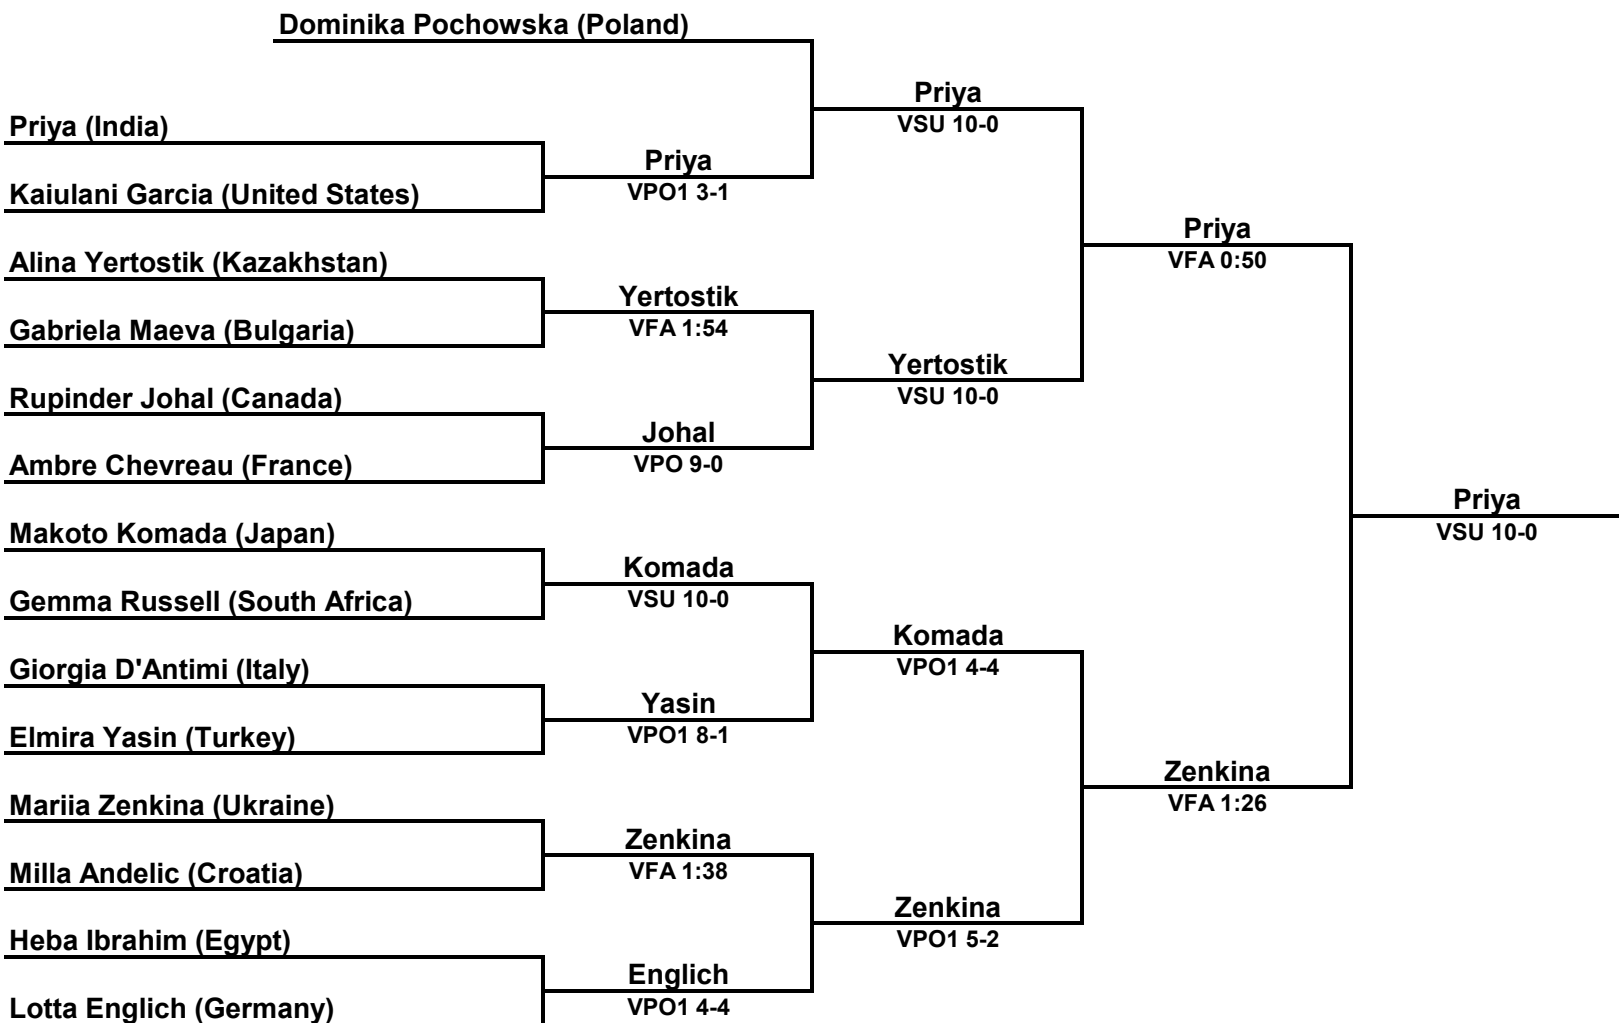 Dominika Pochowska (Poland)
Priya
VSU 10-0
Priya (India)
Priya
VPO1 3-1
Kaiulani Garcia (United States)
Priya
VFA 0:50
Alina Yertostik (Kazakhstan)
Yertostik
VFA 1:54
Gabriela Maeva (Bulgaria)
Yertostik
VSU 10-0
Rupinder Johal (Canada)
Johal
VPO 9-0
Ambre Chevreau (France)
Priya
VSU 10-0
Makoto Komada (Japan)
Komada
VSU 10-0
Gemma Russell (South Africa)
Komada
VPO1 4-4
Giorgia D'Antimi (Italy)
Yasin
VPO1 8-1
Elmira Yasin (Turkey)
Zenkina
VFA 1:26
Mariia Zenkina (Ukraine)
Zenkina
VFA 1:38
Milla Andelic (Croatia)
Zenkina
VPO1 5-2
Heba Ibrahim (Egypt)
Englich
VPO1 4-4
Lotta Englich (Germany)